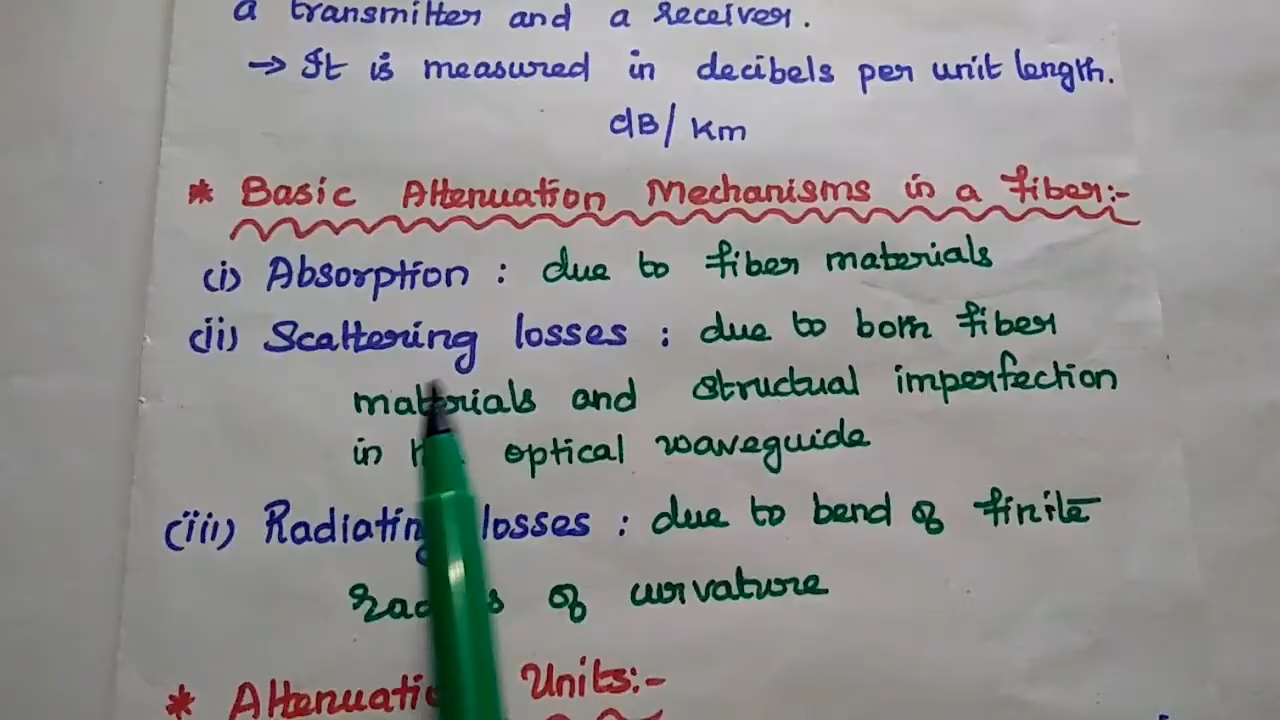 a transmitter and a receiver.
→ It is measured in decibels per unit length.
dB/km
* Basic Attenuation Mechanisms in a fiber:-
(i) Absorption : due to fiber materials
(ii) Scattering losses : due to both fiber
materials and structual imperfection
in optical waveguide
(iii) Radiating losses : due to bend of finite
of curvature
* Units:-